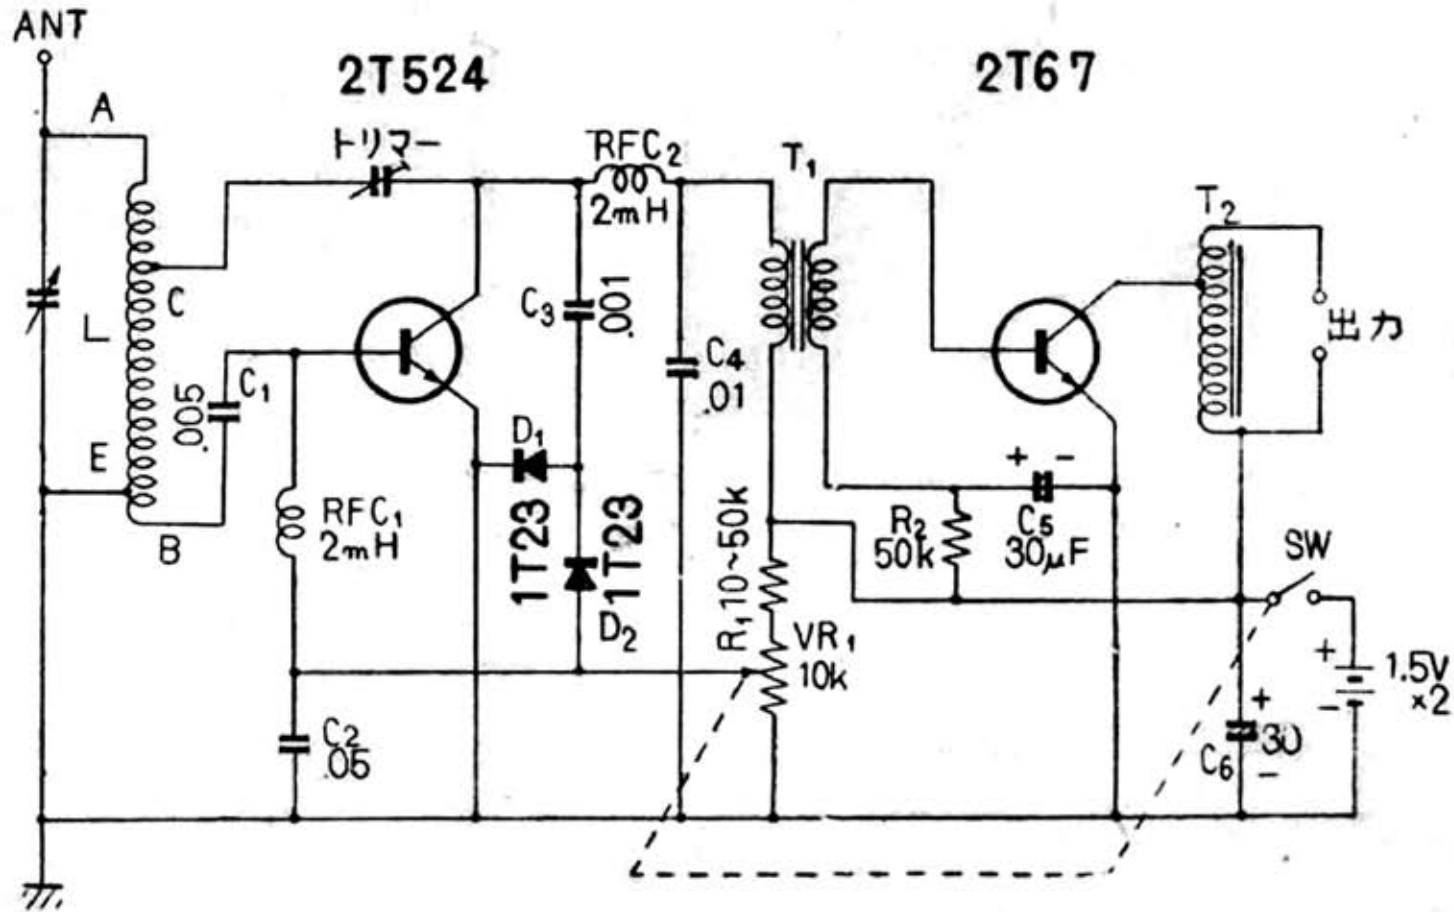 ANT
2T524
2T67
A
トリマー
RFC₂
2mH
T₁
T₂
C
L
C₃
.001
C₄
.01
出力
.005
C₁
E
D₁
B
RFC₁
2mH
1T23
1T23
D₂
R₁ 10~50k
VR₁
10k
+ -
R₂
50k
C₅
30μF
SW
+
-
1.5V
×2
C₂
.05
+
30
C₆
-